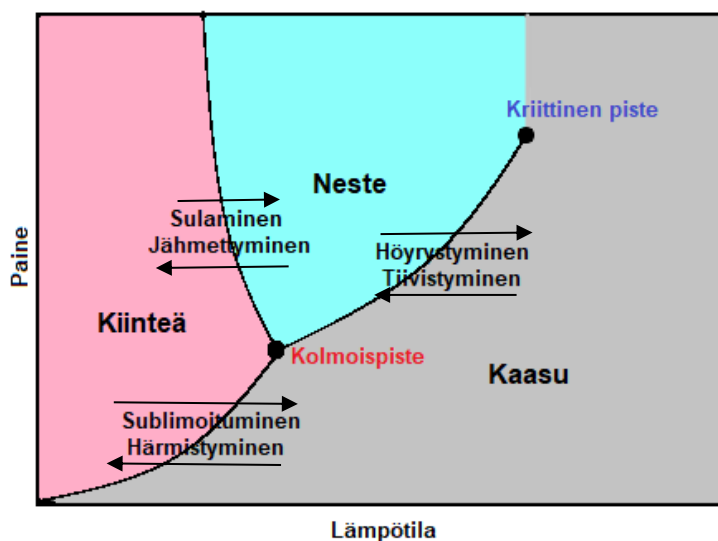 Kriittinen piste
Neste
Sulaminen
Jähmettyminen
Höyrystyminen
Tiivistyminen
Paine
Kiinteä
Kolmoispiste
Kaasu
Sublimoituminen
Härmistyminen
Lämpötila